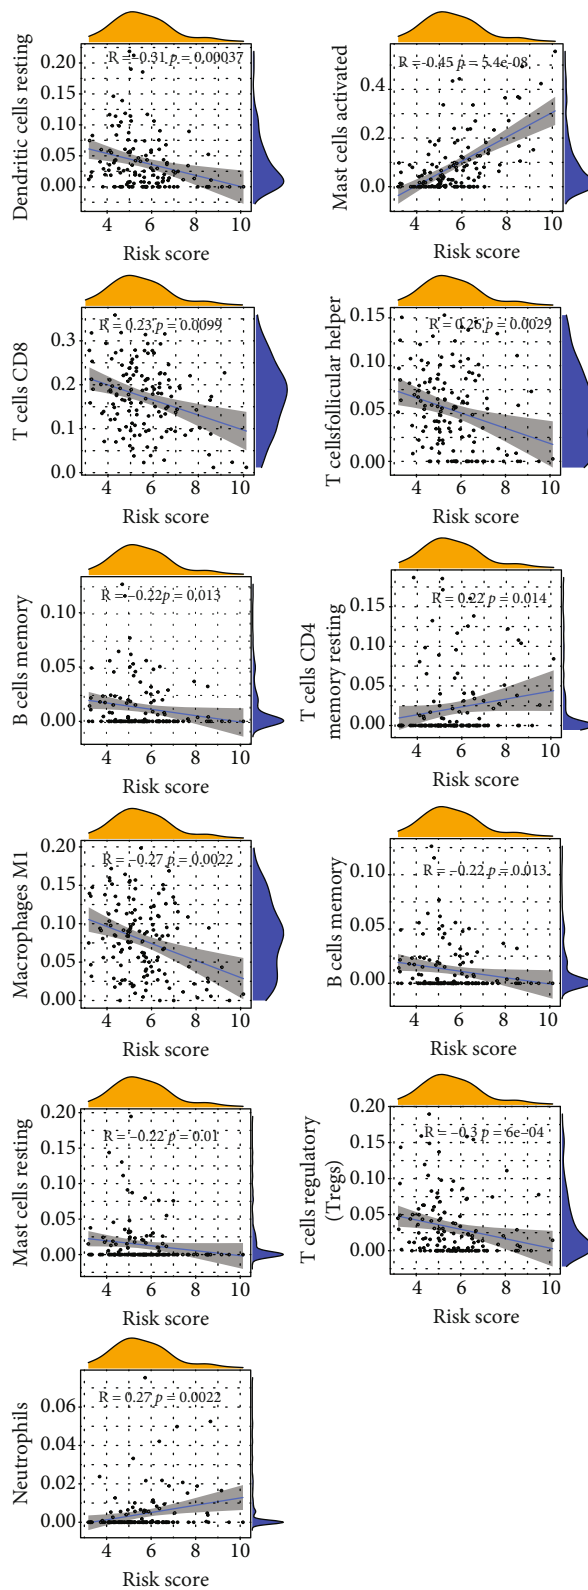 R = −0.31 p = 0.00037
0.20
0.15
0.10
0.05
0.00
Dendritic cells resting
4 6 8 10
Risk score
R = −0.45 p = 5.4e−08
0.4
0.2
0.0
Mast cells activated
4 6 8 10
Risk score
R = 0.23 p = 0.0099
0.3
0.2
0.1
0.0
T cells CD8
4 6 8 10
Risk score
R = 0.26 p = 0.0029
0.15
0.10
0.05
0.00
T cellsfollicular helper
4 6 8 10
Risk score
R = −0.22 p = 0.013
0.10
0.05
0.00
B cells memory
4 6 8 10
Risk score
R = 0.22 p = 0.014
0.15
0.10
0.05
0.00
T cells CD4
memory resting
4 6 8 10
Risk score
R = −0.27 p = 0.0022
0.20
0.15
0.10
0.05
0.00
Macrophages M1
4 6 8 10
Risk score
R = −0.22 p = 0.013
0.10
0.05
0.00
B cells memory
4 6 8 10
Risk score
R = −0.22 p = 0.01
0.20
0.15
0.10
0.05
0.00
Mast cells resting
4 6 8 10
Risk score
R = −0.3 p = 6e−04
0.20
0.15
0.10
0.05
0.00
T cells regulatory
(Tregs)
4 6 8 10
Risk score
R = 0.27 p = 0.0022
0.06
0.04
0.02
0.00
Neutrophils
4 6 8 10
Risk score